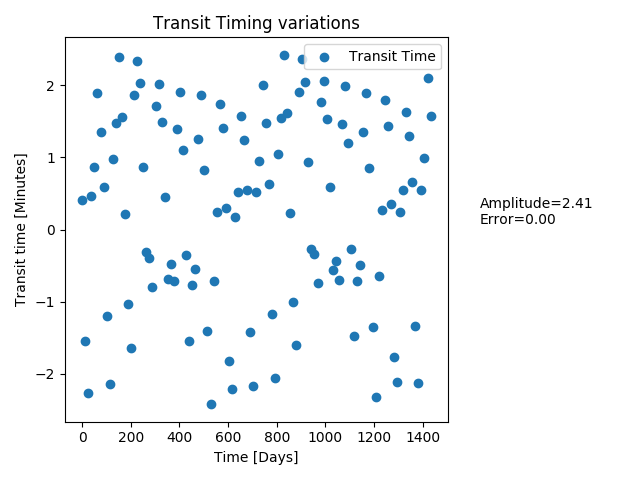 Transit Timing variations
Transit Time
Transit time [Minutes]
2
1
0
−1
−2
Amplitude=2.41
Error=0.00
0 200 400 600 800 1000 1200 1400
Time [Days]